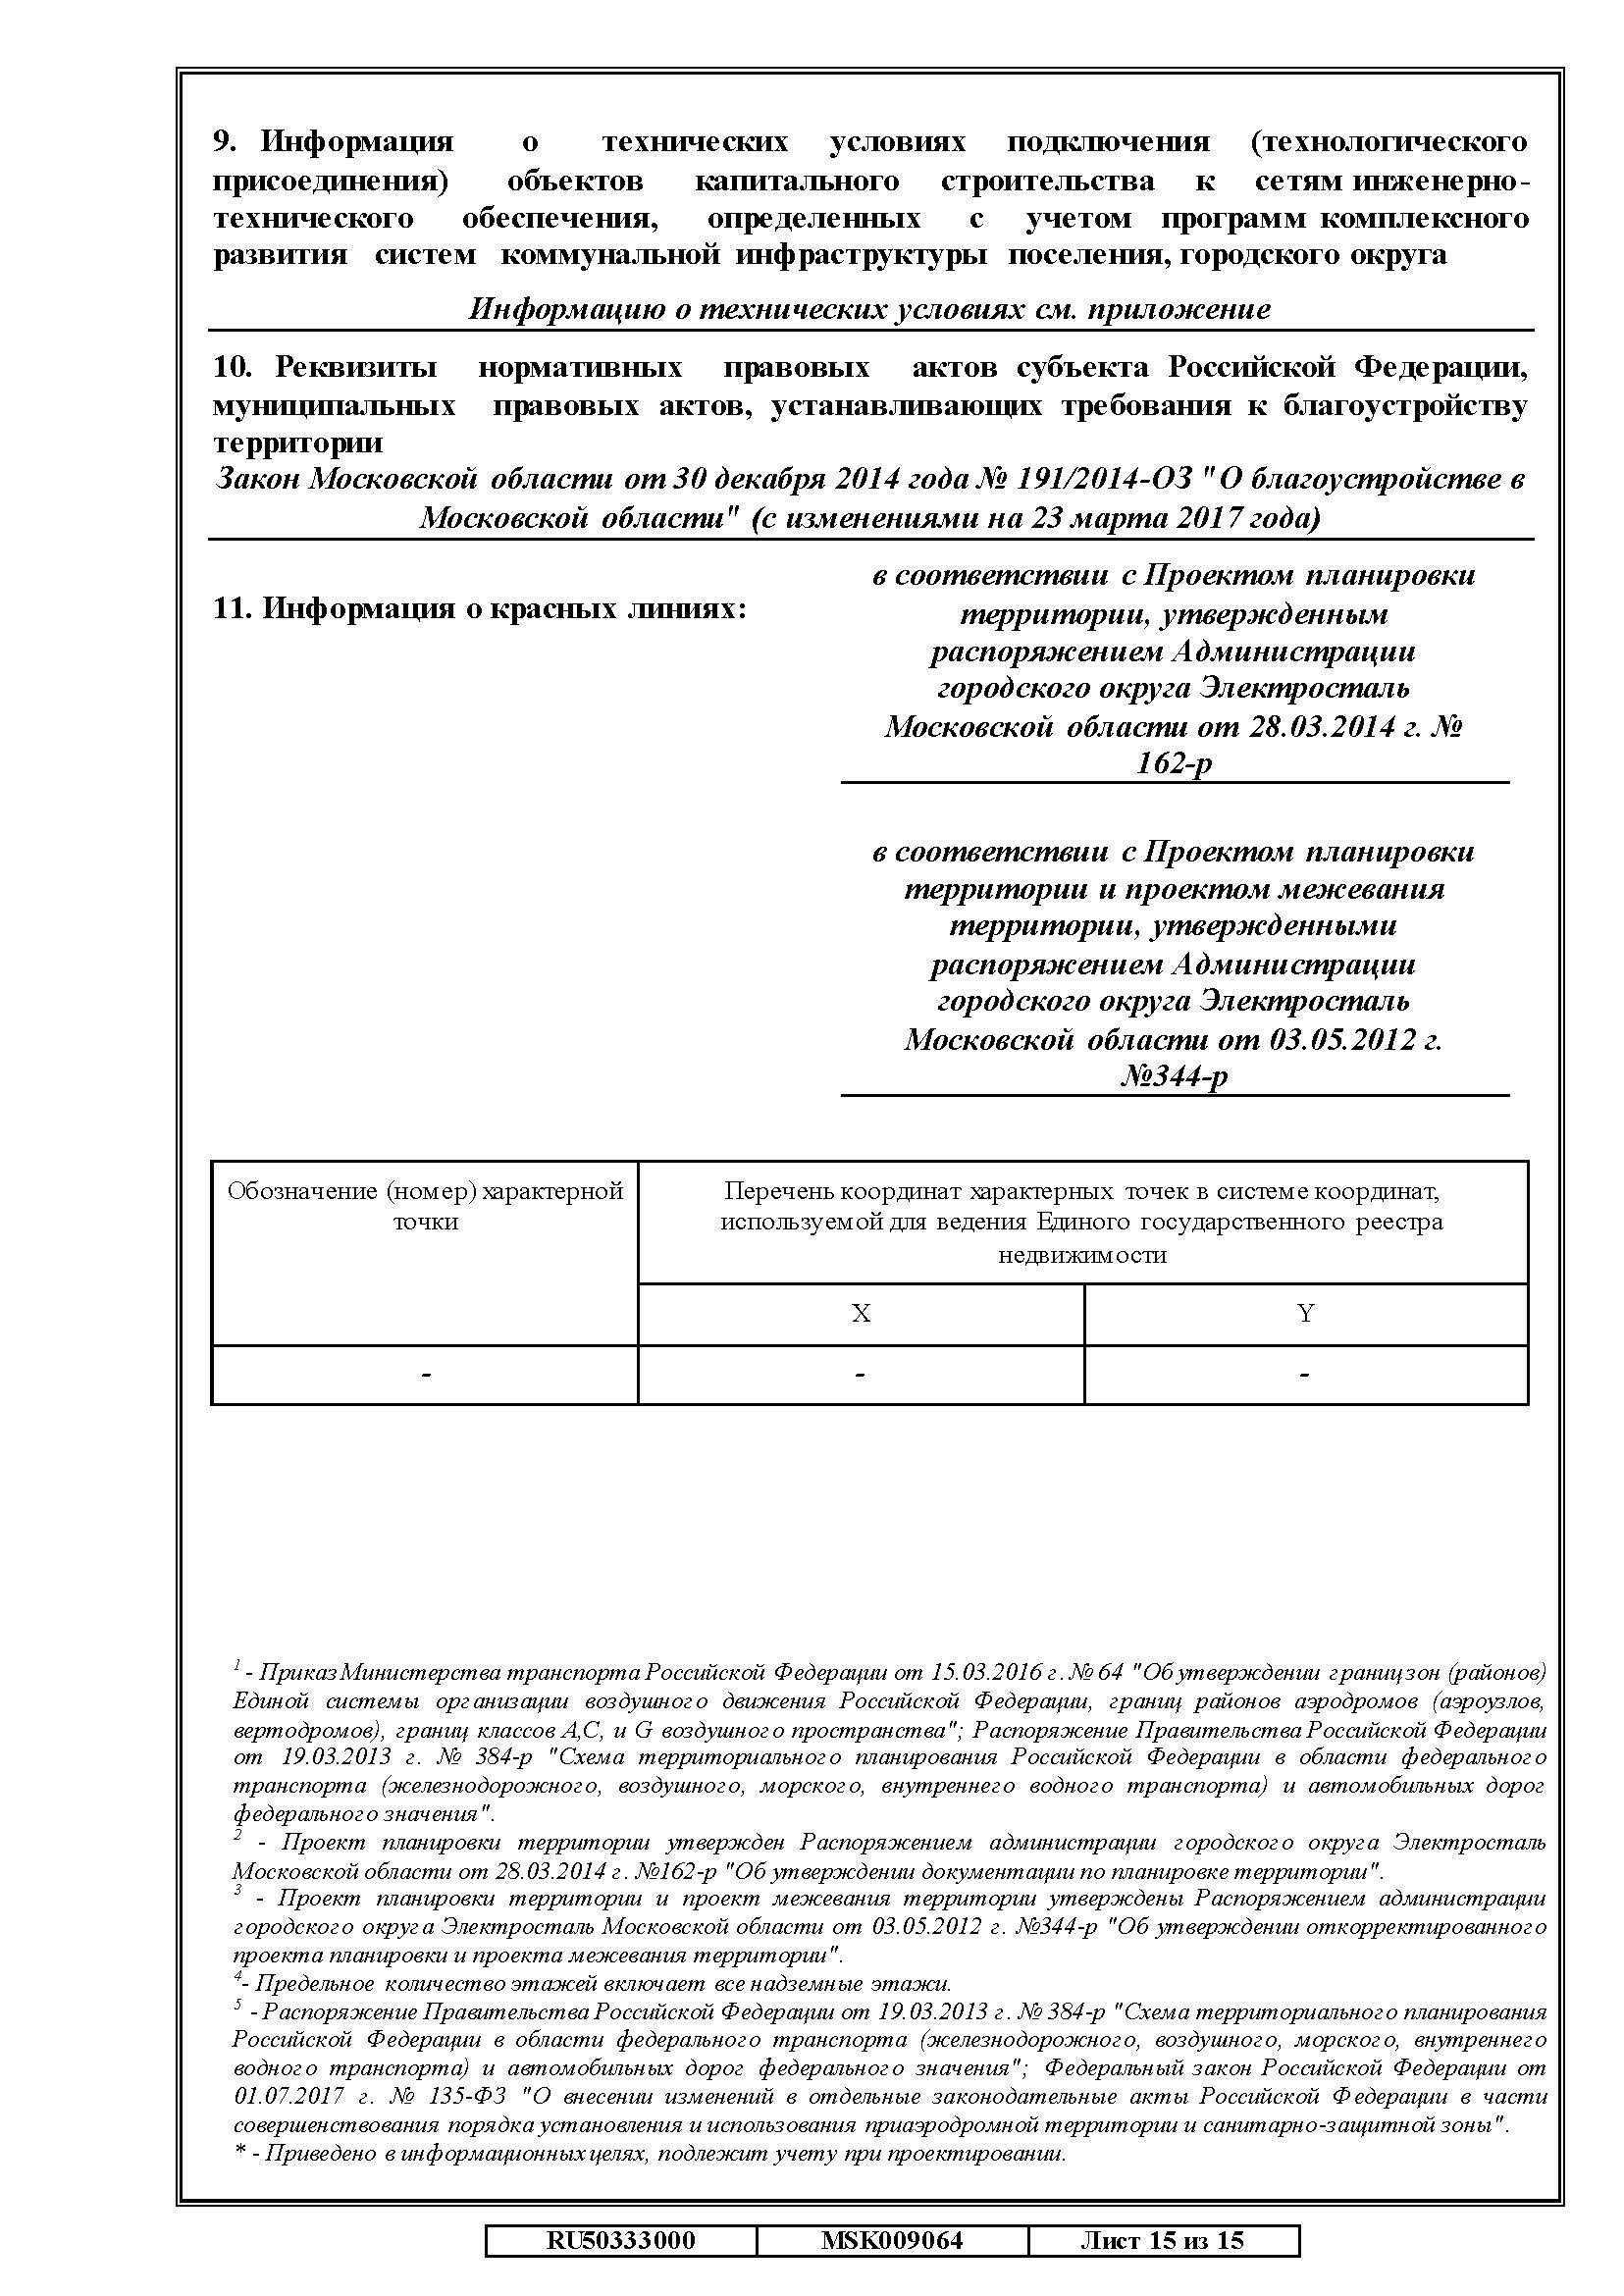 9. Информация о технических условиях подключения (технологического
присоединения) объектов капитального строительства к сетям инженерно-
технического обеспечения, определенных с учетом программ комплексного
развития систем коммунальной инфраструктуры поселения, городского округа
Информацию о технических условиях см. приложение
10. Реквизиты нормативных правовых актов субъекта Российской Федерации,
муниципальных правовых актов, устанавливающих требования к благоустройству
территории
Закон Московской области от 30 декабря 2014 года № 191/2014-ОЗ "О благоустройстве в
Московской области" (с изменениями на 23 марта 2017 года)
11. Информация о красных линиях:
в соответствии с Проектом планировки
территории, утвержденным
распоряжением Администрации
городского округа Электросталь
Московской области от 28.03.2014 г. №
162-р
в соответствии с Проектом планировки
территории и проектом межевания
территории, утвержденными
распоряжением Администрации
городского округа Электросталь
Московской области от 03.05.2012 г.
№344-р
Обозначение (номер) характерной
точки
Перечень координат характерных точек в системе координат,
используемой для ведения Единого государственного реестра
недвижимости
X Y
- - -
1 - Приказ Министерства транспорта Российской Федерации от 15.03.2016 г. № 64 "Об утверждении границ зон (районов)
Единой системы организации воздушного движения Российской Федерации, границ районов аэродромов (аэроузлов,
вертодромов), границ классов А,С, и G воздушного пространства"; Распоряжение Правительства Российской Федерации
от 19.03.2013 г. № 384-р "Схема территориального планирования Российской Федерации в области федерального
транспорта (железнодорожного, воздушного, морского, внутреннего водного транспорта) и автомобильных дорог
федерального значения".
2 - Проект планировки территории утвержден Распоряжением администрации городского округа Электросталь
Московской области от 28.03.2014 г. №162-р "Об утверждении документации по планировке территории".
3 - Проект планировки территории и проект межевания территории утверждены Распоряжением администрации
городского округа Электросталь Московской области от 03.05.2012 г. №344-р "Об утверждении откорректированного
проекта планировки и проекта межевания территории".
4- Предельное количество этажей включает все надземные этажи.
5 - Распоряжение Правительства Российской Федерации от 19.03.2013 г. № 384-р "Схема территориального планирования
Российской Федерации в области федерального транспорта (железнодорожного, воздушного, морского, внутреннего
водного транспорта) и автомобильных дорог федерального значения"; Федеральный закон Российской Федерации от
01.07.2017 г. № 135-ФЗ "О внесении изменений в отдельные законодательные акты Российской Федерации в части
совершенствования порядка установления и использования приаэродромной территории и санитарно-защитной зоны".
* - Приведено в информационных целях, подлежит учету при проектировании.
RU50333000 MSK009064 Лист 15 из 15